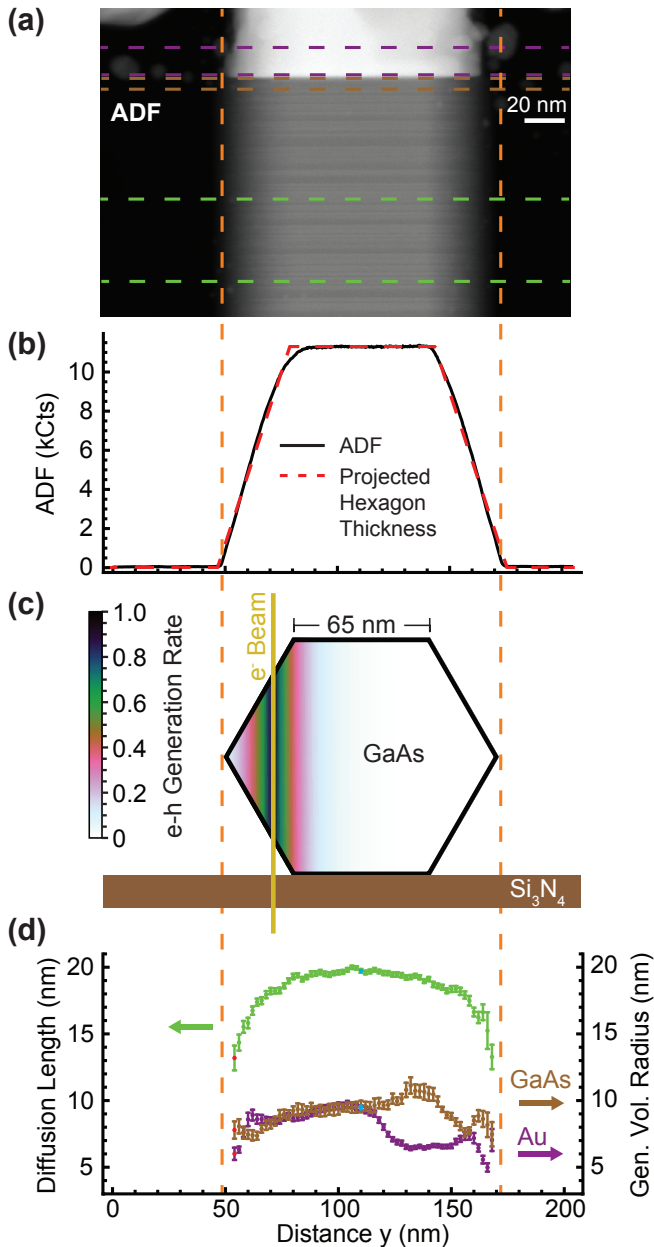 (a)
ADF
20 nm
(b)
ADF (kCts)
10
8
6
4
2
0
ADF
Projected
Hexagon
Thickness
(c)
e-h Generation Rate
1.0
0.8
0.6
0.4
0.2
0
e⁻ Beam
65 nm
GaAs
Si₃N₄
(d)
Diffusion Length (nm)
20
15
10
5
20
15
10
5
Gen. Vol. Radius (nm)
GaAs
Au
0 50 100 150 200
Distance y (nm)